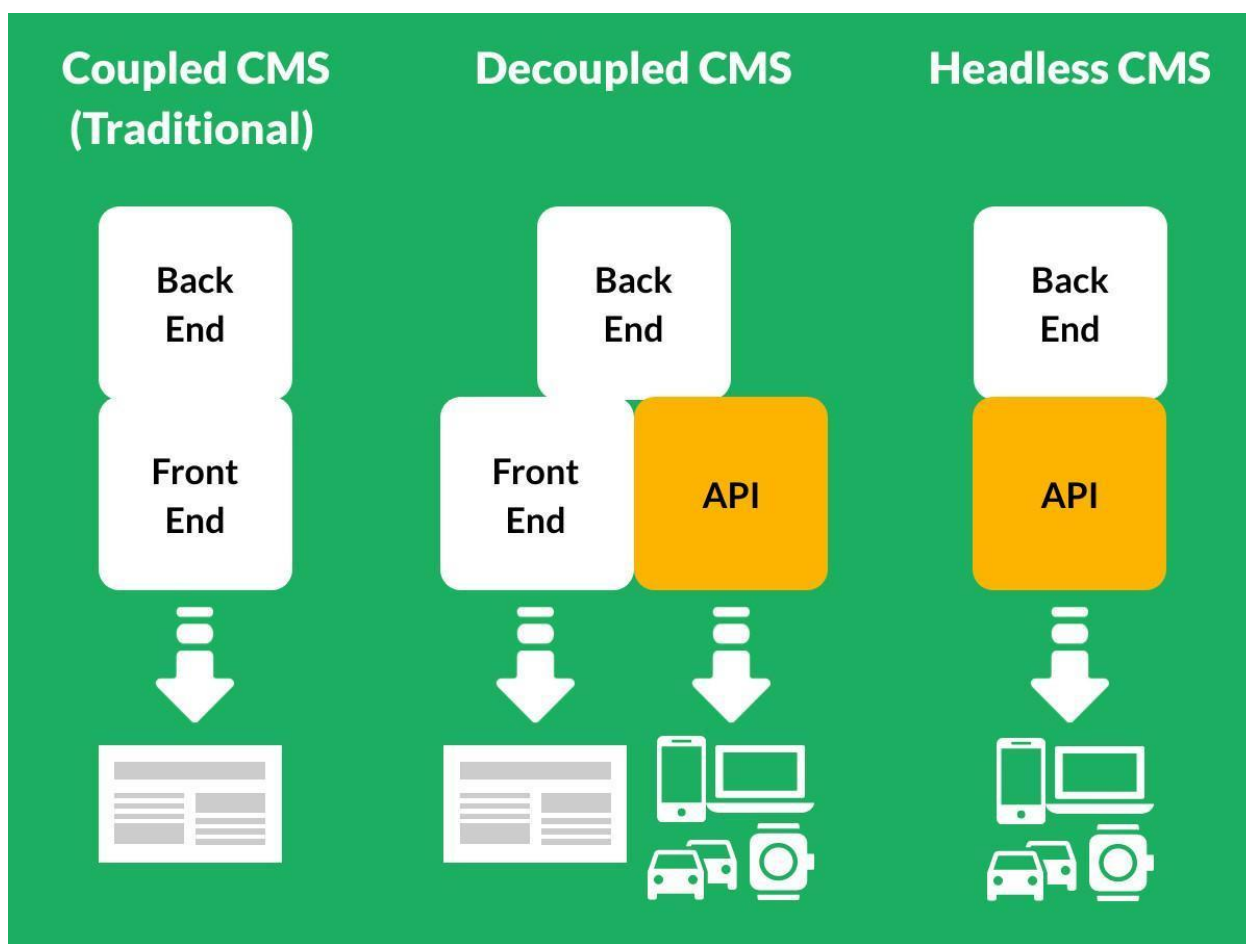 Coupled CMS
(Traditional)
Decoupled CMS
Headless CMS
Back
End
Front
End
Back
End
Front
End
API
Back
End
API